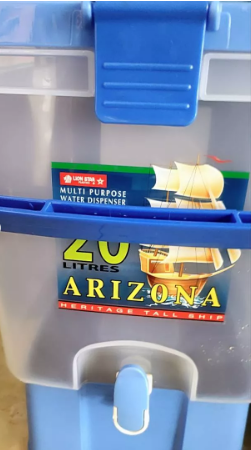 LION STAR
MULTI PURPOSE
WATER DISPENSER
20
LITRES
ARIZONA
HERITAGE TALL SHIP